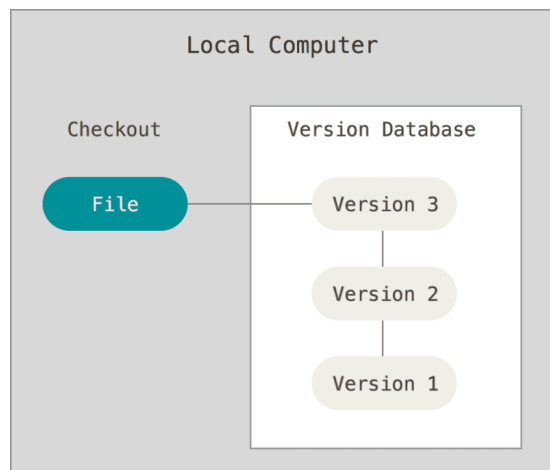 Local Computer
Checkout
Version Database
File
Version 3
Version 2
Version 1